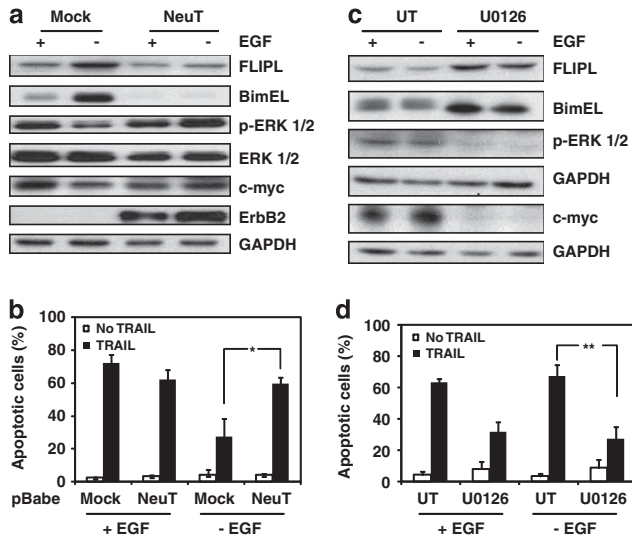 a
Mock NeuT
+ - + - EGF
FLIPL
BimEL
p-ERK 1/2
ERK 1/2
c-myc
ErbB2
GAPDH
c
UT U0126
+ - + - EGF
FLIPL
BimEL
p-ERK 1/2
GAPDH
c-myc
GAPDH
b
Apoptotic cells (%)
100
80
60
40
20
0
No TRAIL
TRAIL
*
pBabe Mock NeuT Mock NeuT
+ EGF - EGF
d
Apoptotic cells (%)
100
80
60
40
20
0
No TRAIL
TRAIL
**
UT U0126 UT U0126
+ EGF - EGF